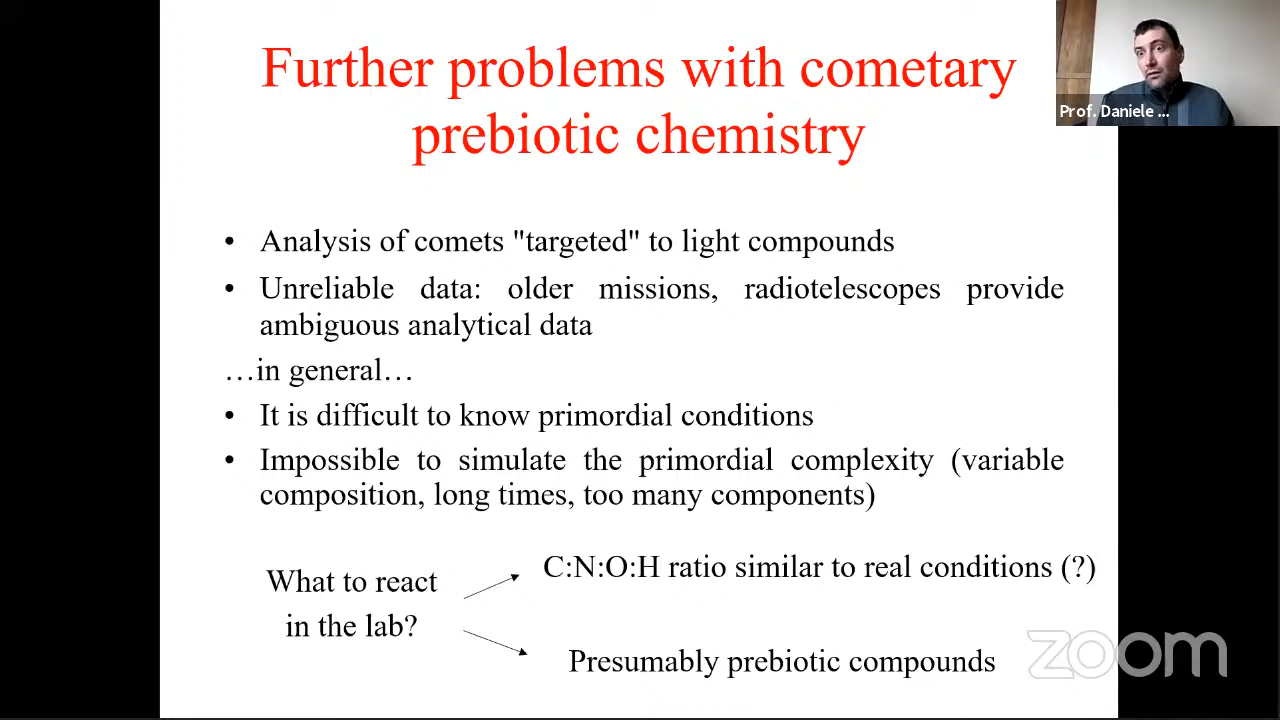 Further problems with cometary
prebiotic chemistry
Prof. Daniele ...
• Analysis of comets "targeted" to light compounds
• Unreliable data: older missions, radiotelescopes provide
ambiguous analytical data
…in general…
• It is difficult to know primordial conditions
• Impossible to simulate the primordial complexity (variable
composition, long times, too many components)
What to react
in the lab?
C:N:O:H ratio similar to real conditions (?)
Presumably prebiotic compounds
zoom